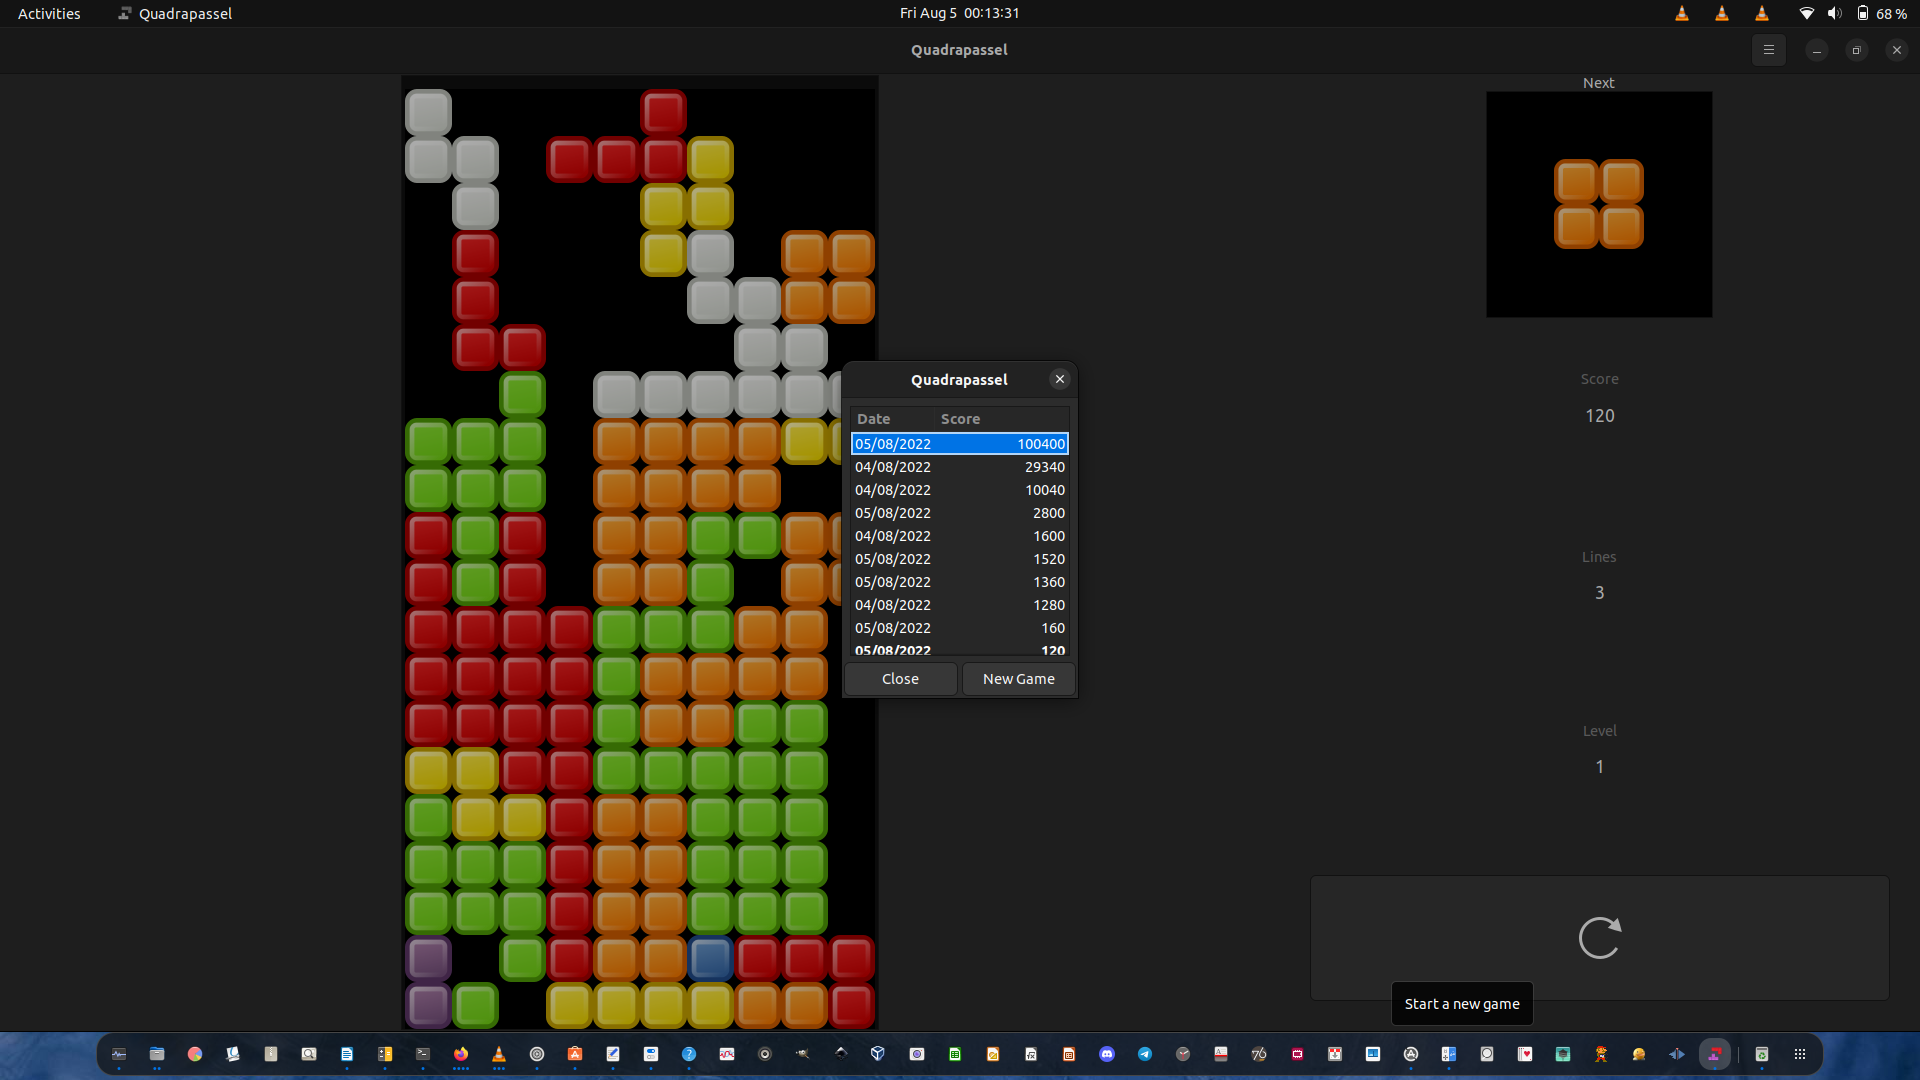 Activities
Quadrapassel
Fri Aug 5 00:13:31
68 %
Quadrapassel
Next
Score
120
Lines
3
Level
1
Quadrapassel
Date Score
05/08/2022 100400
04/08/2022 29340
04/08/2022 10040
05/08/2022 2800
04/08/2022 1600
05/08/2022 1520
05/08/2022 1360
04/08/2022 1280
05/08/2022 160
05/08/2022 120
Close
New Game
Start a new game
76